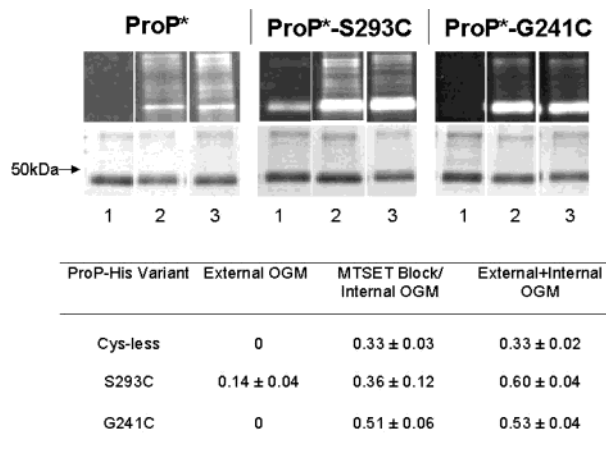 ProP* ProP*-S293C ProP*-G241C
50kDa
1 2 3 1 2 3 1 2 3
ProP-His Variant External OGM MTSET Block/ Internal OGM External+Internal OGM
Cys-less 0 0.33 ± 0.03 0.33 ± 0.02
S293C 0.14 ± 0.04 0.36 ± 0.12 0.60 ± 0.04
G241C 0 0.51 ± 0.06 0.53 ± 0.04